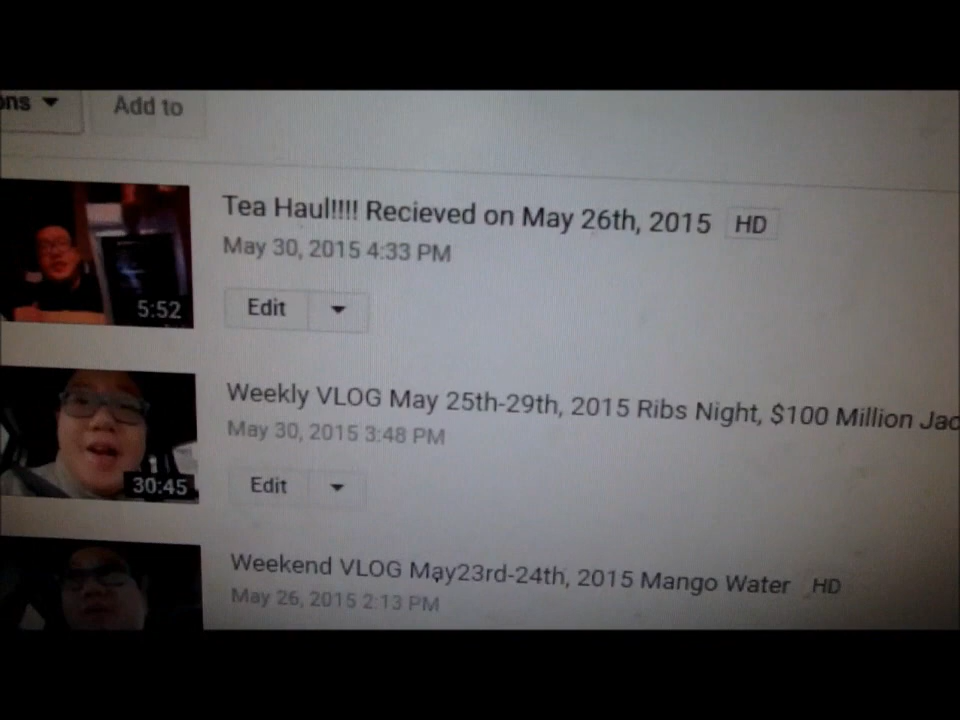 ons Add to
Tea Haul!!!! Recieved on May 26th, 2015 HD
May 30, 2015 4:33 PM
5:52
Edit
Weekly VLOG May 25th-29th, 2015 Ribs Night, $100 Million Jac
May 30, 2015 3:48 PM
30:45
Edit
Weekend VLOG May23rd-24th, 2015 Mango Water HD
May 26, 2015 2:13 PM